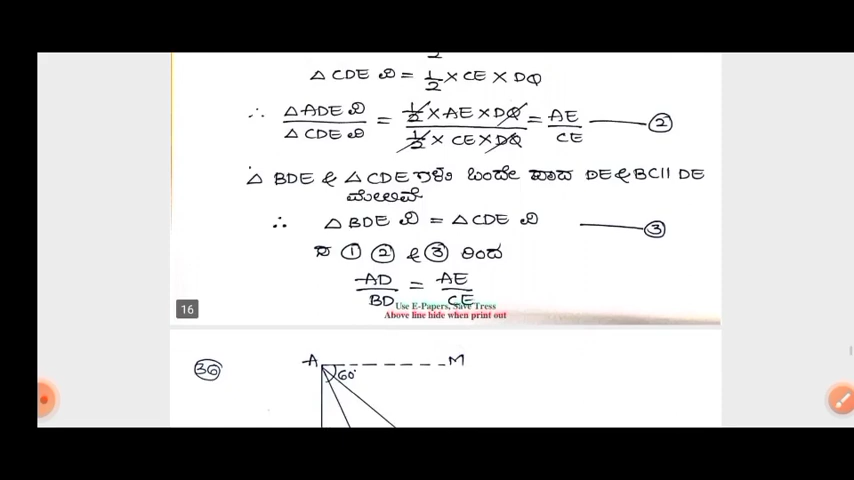 △ CDE ವಿ = 1/2 × CE × DQ
∴ △ADE ವಿ / △CDE ವಿ = 1/2 × AE × DQ / 1/2 × CE × DQ = AE / CE ②
△ BDE & △ CDE ಗಳು ಒಂದೇ ಪಾದ DE & BC || DE
ಮೇಲಿವೆ
∴ △ BDE ವಿ = △ CDE ವಿ ③
① ② & ③ ರಿಂದ
AD / BD = AE / CE
Use E-Papers, Save Tress
Above line hide when print out
16
36
A M
60°